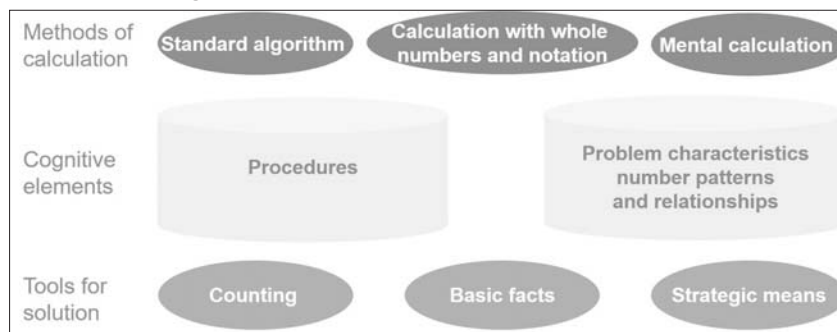 Methods of
calculation
Standard algorithm
Calculation with whole
numbers and notation
Mental calculation
Cognitive
elements
Procedures
Problem characteristics
number patterns
and relationships
Tools for
solution
Counting
Basic facts
Strategic means